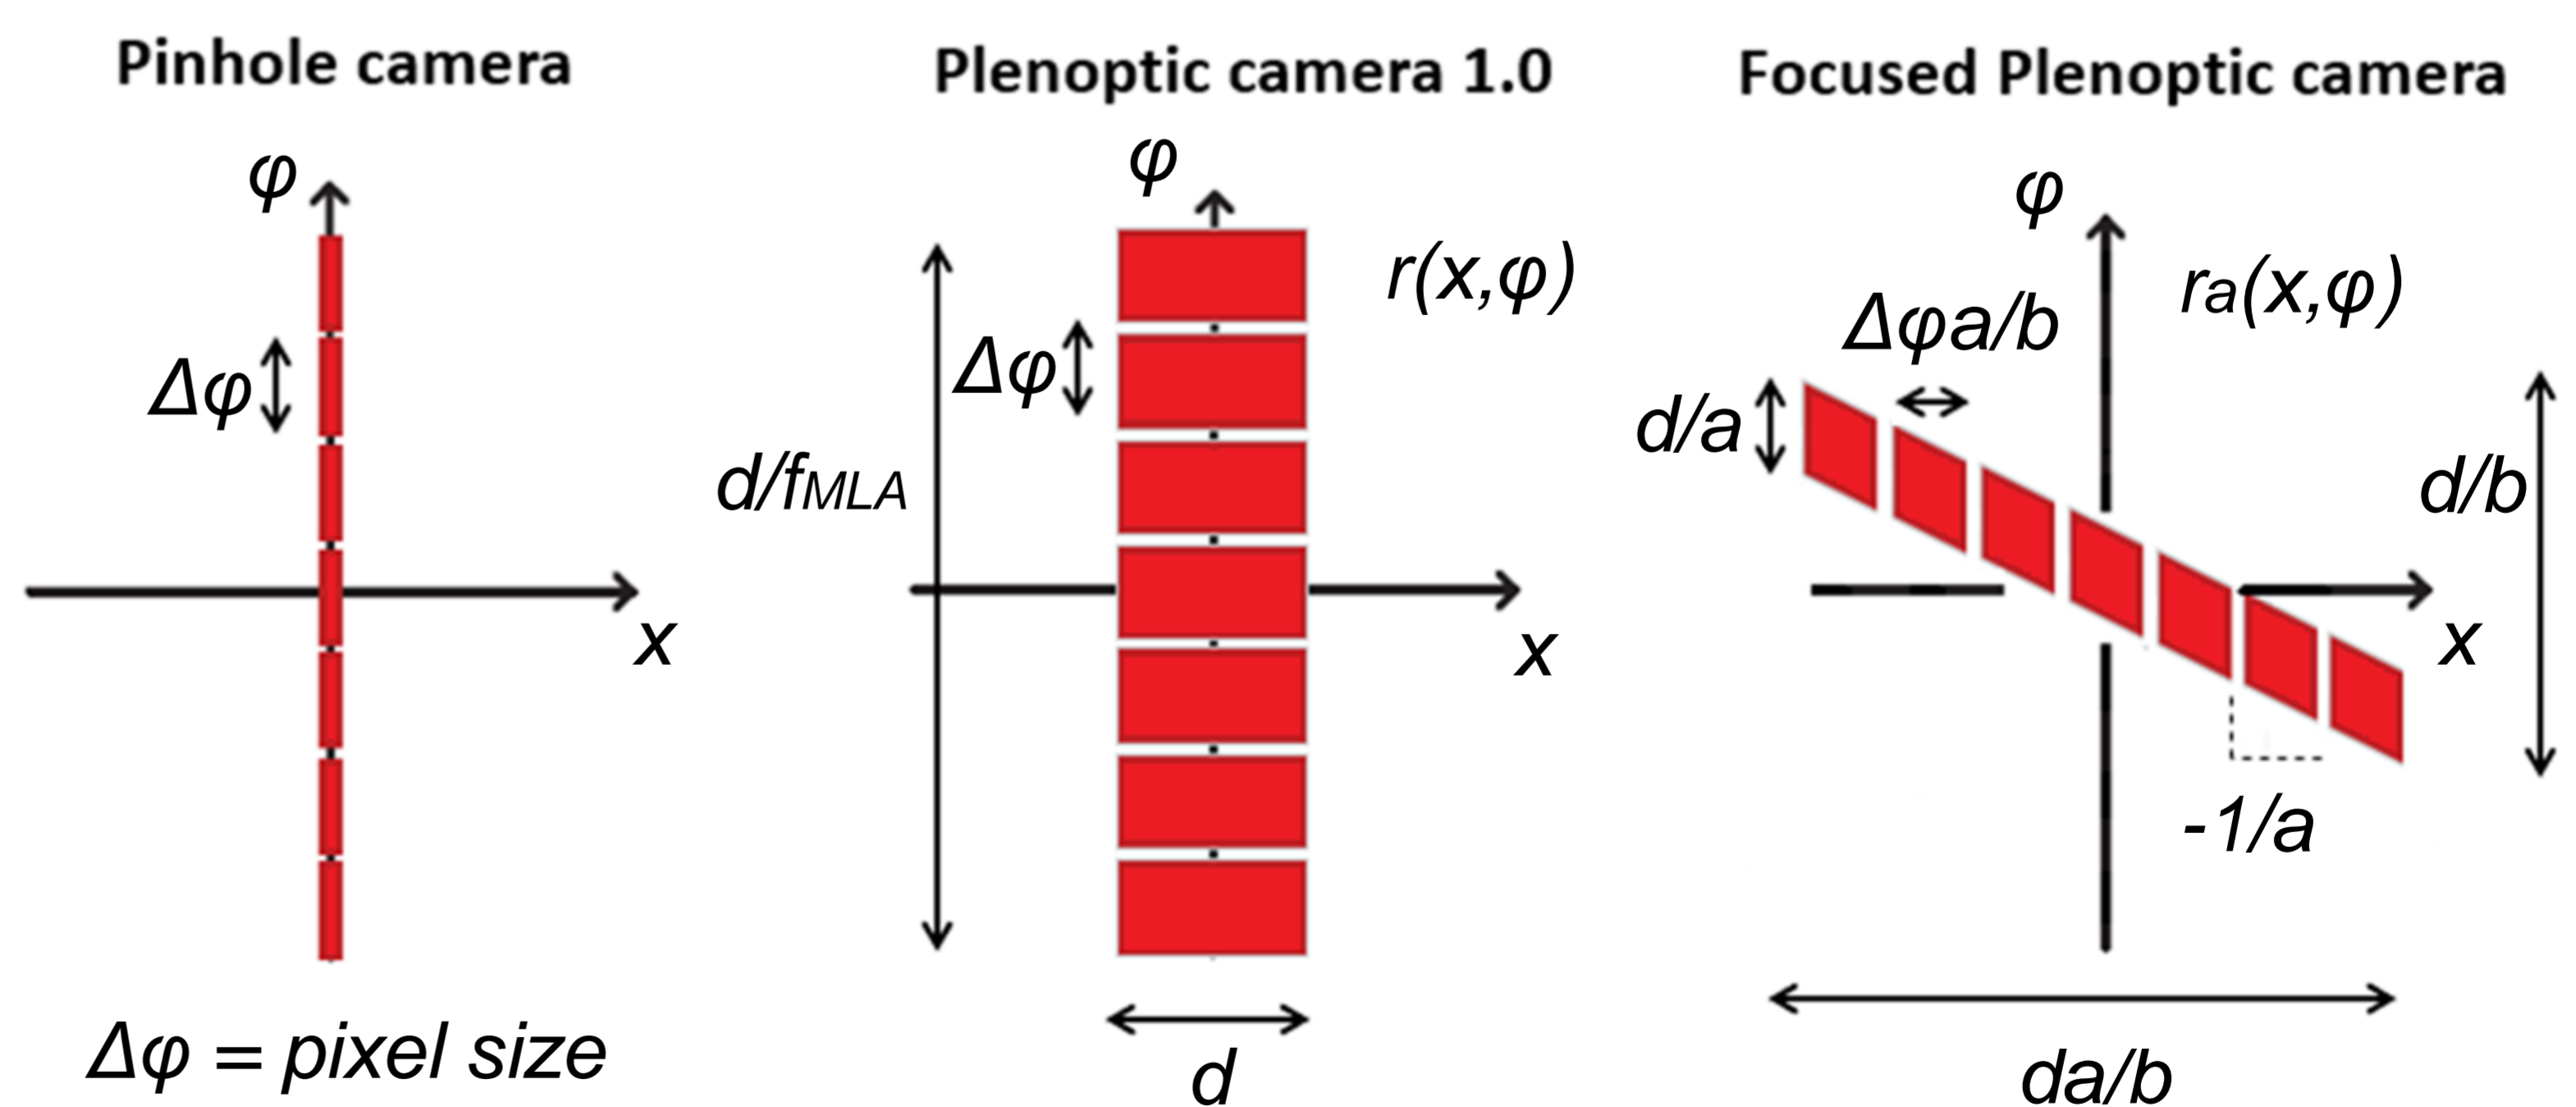 Pinhole camera
φ
Δφ
x
Δφ = pixel size
Plenoptic camera 1.0
φ
r(x,φ)
Δφ
d/fMLA
x
d
Focused Plenoptic camera
φ
ra(x,φ)
Δφa/b
d/a
d/b
x
-1/a
da/b